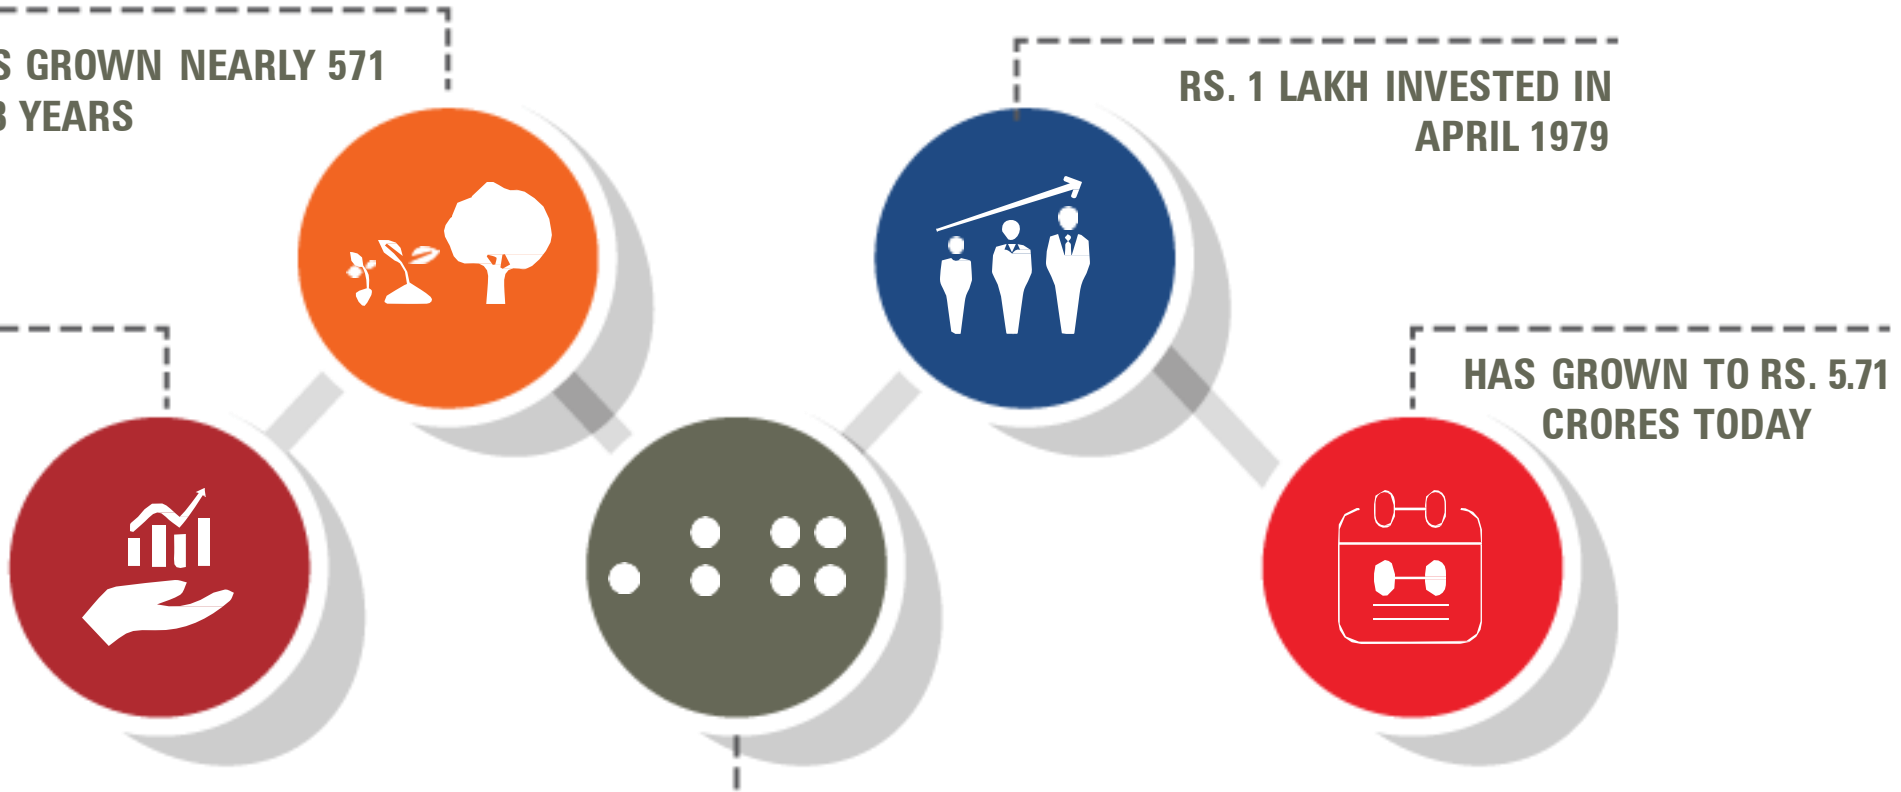 S GROWN NEARLY 571
YEARS
RS. 1 LAKH INVESTED IN
APRIL 1979
HAS GROWN TO RS. 5.71
CRORES TODAY